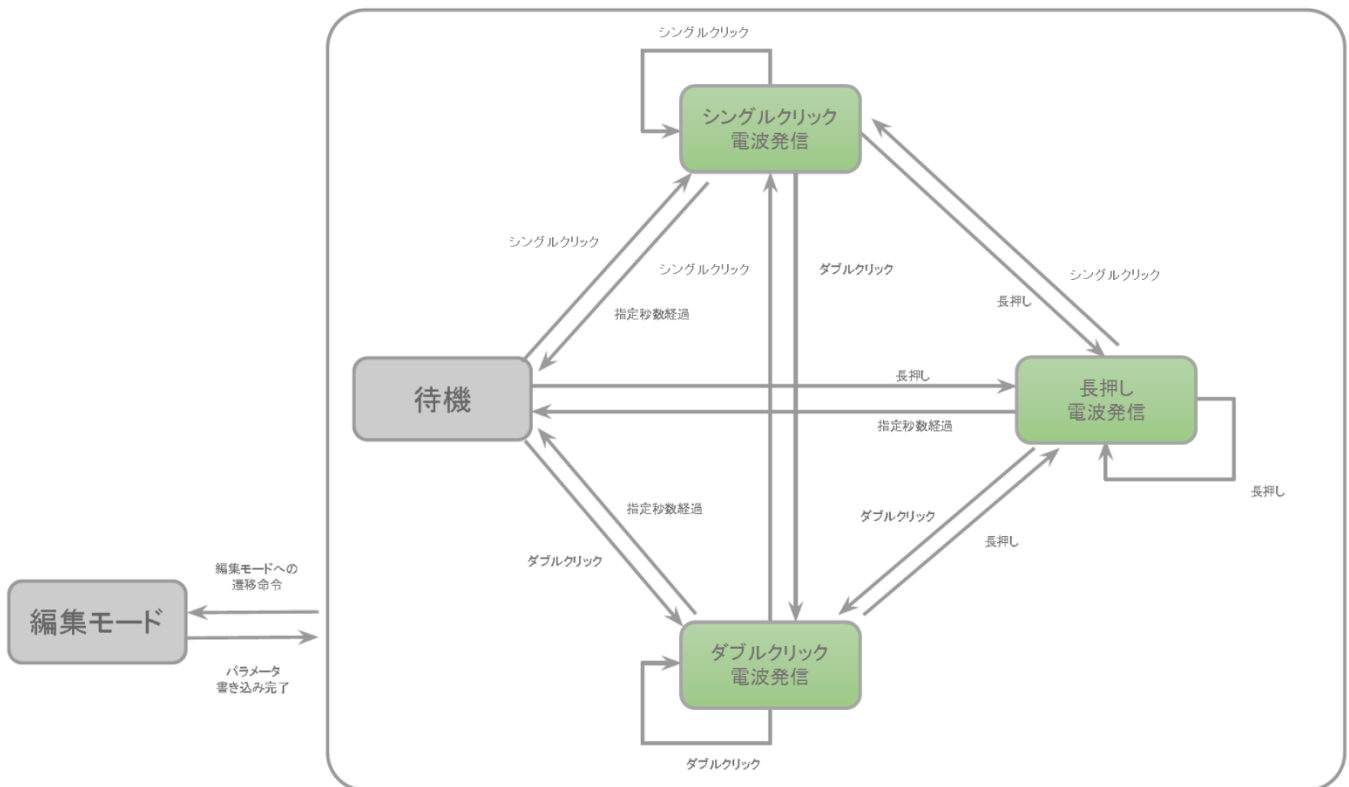 シングルクリック
シングルクリック
電波発信
シングルクリック
シングルクリック
ダブルクリック
シングルクリック
長押し
指定秒数経過
待機
長押し
長押し
電波発信
指定秒数経過
長押し
指定秒数経過
ダブルクリック
長押し
ダブルクリック
編集モードへの
遷移命令
編集モード
ダブルクリック
電波発信
パラメータ
書き込み完了
ダブルクリック